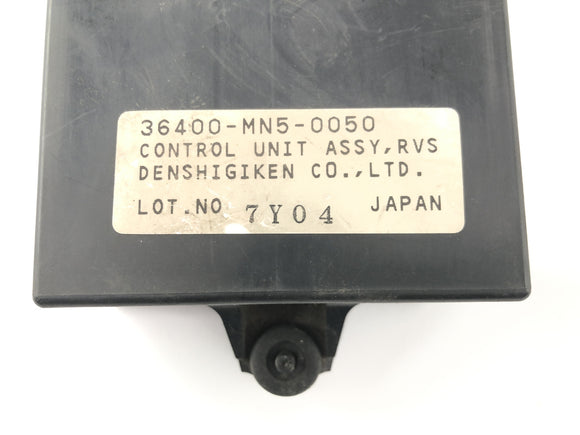 36400-MN5-0050
CONTROL UNIT ASSY,RVS
DENSHIGIKEN CO.,LTD.
LOT.NO 7Y04 JAPAN